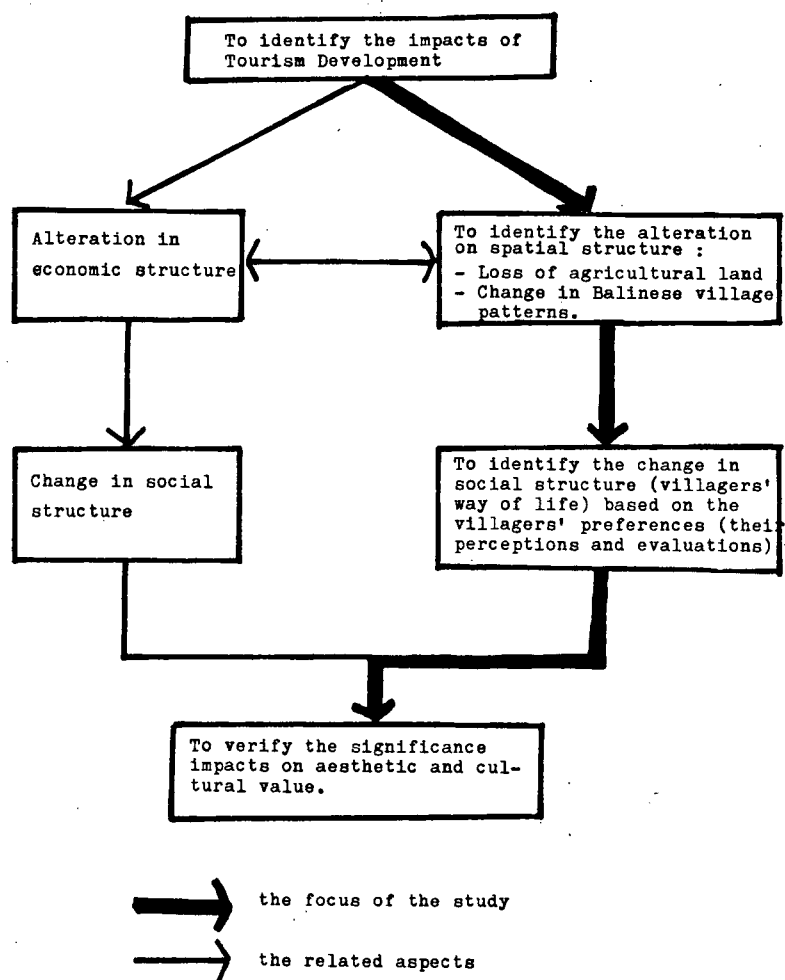 To identify the impacts of
Tourism Development
Alteration in
economic structure
To identify the alteration
on spatial structure :
- Loss of agricultural land
- Change in Balinese village
patterns.
Change in social
structure
To identify the change in
social structure (villagers'
way of life) based on the
villagers' preferences (their
perceptions and evaluations)
To verify the significance
impacts on aesthetic and cul-
tural value.
the focus of the study
the related aspects